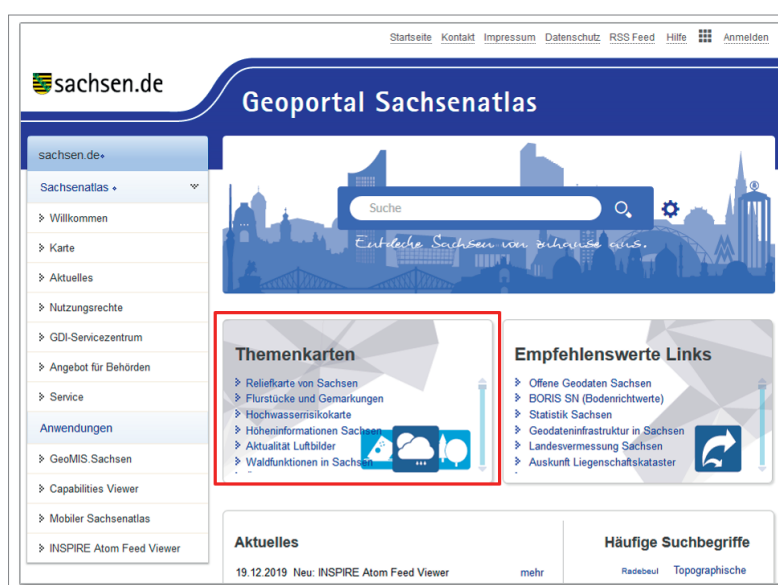 Startseite Kontakt Impressum Datenschutz RSS Feed Hilfe Anmelden
sachsen.de
Geoportal Sachsenatlas
sachsen.de
Sachsenatlas
Willkommen
Karte
Aktuelles
Nutzungsrechte
GDI-Servicezentrum
Angebot für Behörden
Service
Anwendungen
GeoMIS.Sachsen
Capabilities Viewer
Mobiler Sachsenatlas
INSPIRE Atom Feed Viewer
Suche
Entdecke Sachsen von zuhause aus.
Themenkarten
Reliefkarte von Sachsen
Flurstücke und Gemarkungen
Hochwasserrisikokarte
Höheninformationen Sachsen
Aktualität Luftbilder
Waldfunktionen in Sachsen
Empfehlenswerte Links
Offene Geodaten Sachsen
BORIS SN (Bodenrichtwerte)
Statistik Sachsen
Geodateninfrastruktur in Sachsen
Landesvermessung Sachsen
Auskunft Liegenschaftskataster
Aktuelles
19.12.2019 Neu: INSPIRE Atom Feed Viewer mehr
Häufige Suchbegriffe
Radebeul Topographische